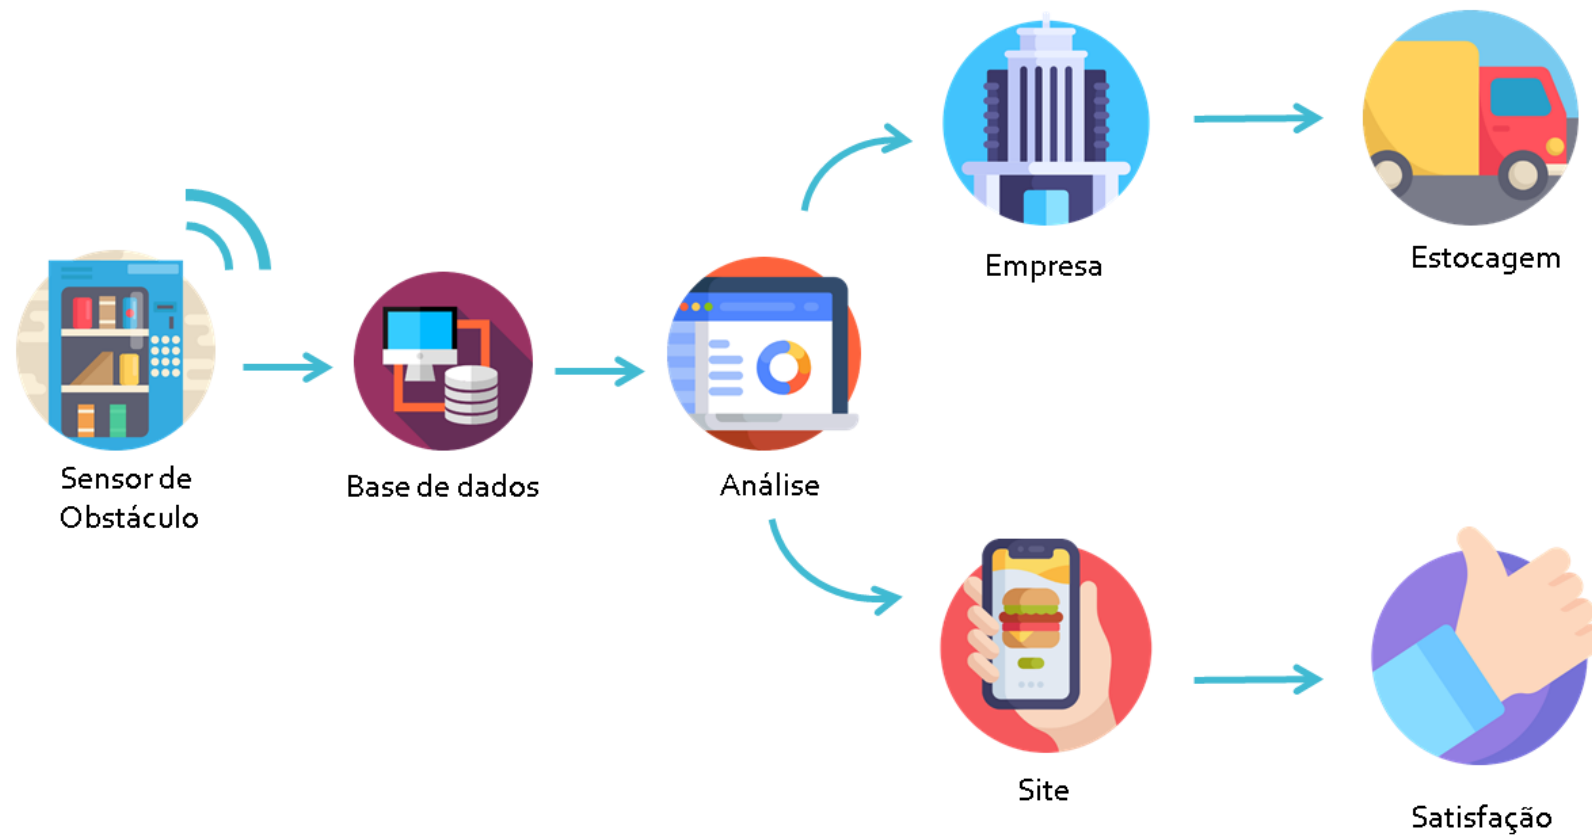 Sensor de
Obstáculo
Base de dados
Análise
Empresa
Estocagem
Site
Satisfação